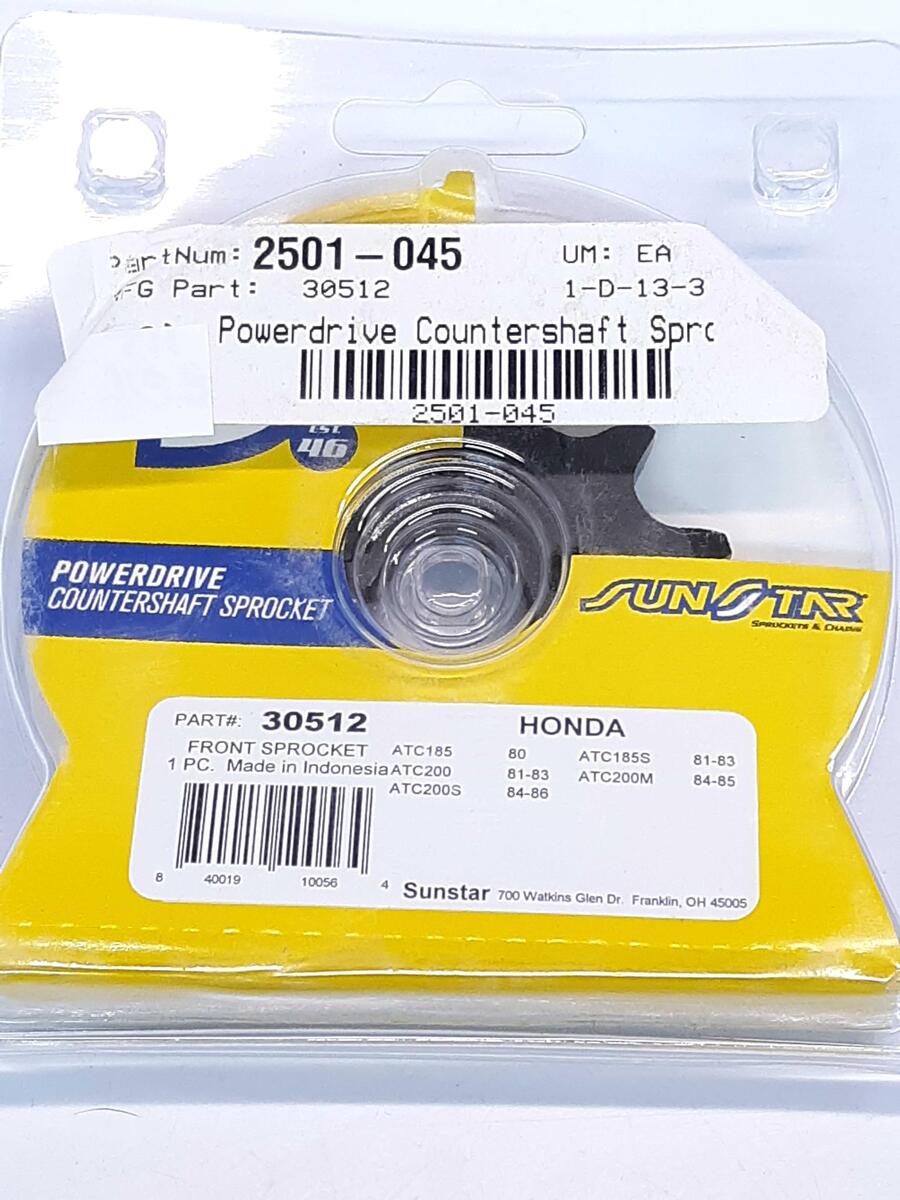 PartNum: 2501-045 UM: EA
MFG Part: 30512 1-D-13-3
Powerdrive Countershaft Spro
2501-045
EST.
46
POWERDRIVE
COUNTERSHAFT SPROCKET
SUNSTAR
SPROCKETS & CHAINS
PART#: 30512 HONDA
FRONT SPROCKET ATC185 80 ATC185S 81-83
1 PC. Made in Indonesia ATC200 81-83 ATC200M 84-85
ATC200S 84-86
8 40019 10056 4
Sunstar 700 Watkins Glen Dr. Franklin, OH 45005